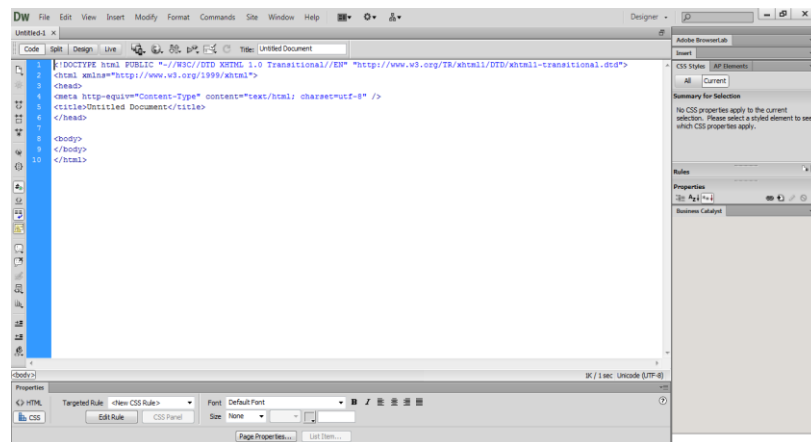 DW File Edit View Insert Modify Format Commands Site Window Help Designer
Untitled-1 ×
Code Split Design Live Title: Untitled Document
1 <!DOCTYPE html PUBLIC "-//W3C//DTD XHTML 1.0 Transitional//EN" "http://www.w3.org/TR/xhtml1/DTD/xhtml1-transitional.dtd">
2 <html xmlns="http://www.w3.org/1999/xhtml">
3 <head>
4 <meta http-equiv="Content-Type" content="text/html; charset=utf-8" />
5 <title>Untitled Document</title>
6 </head>
7
8 <body>
9 </body>
10 </html>
<body>
1K / 1 sec Unicode (UTF-8)
Properties
<> HTML Targeted Rule <New CSS Rule> Font Default Font B I
CSS Edit Rule CSS Panel Size None
Page Properties... List Item...
Adobe BrowserLab
Insert
CSS Styles AP Elements
All Current
Summary for Selection
No CSS properties apply to the current
selection. Please select a styled element to see
which CSS properties apply.
Rules
Properties
Business Catalyst